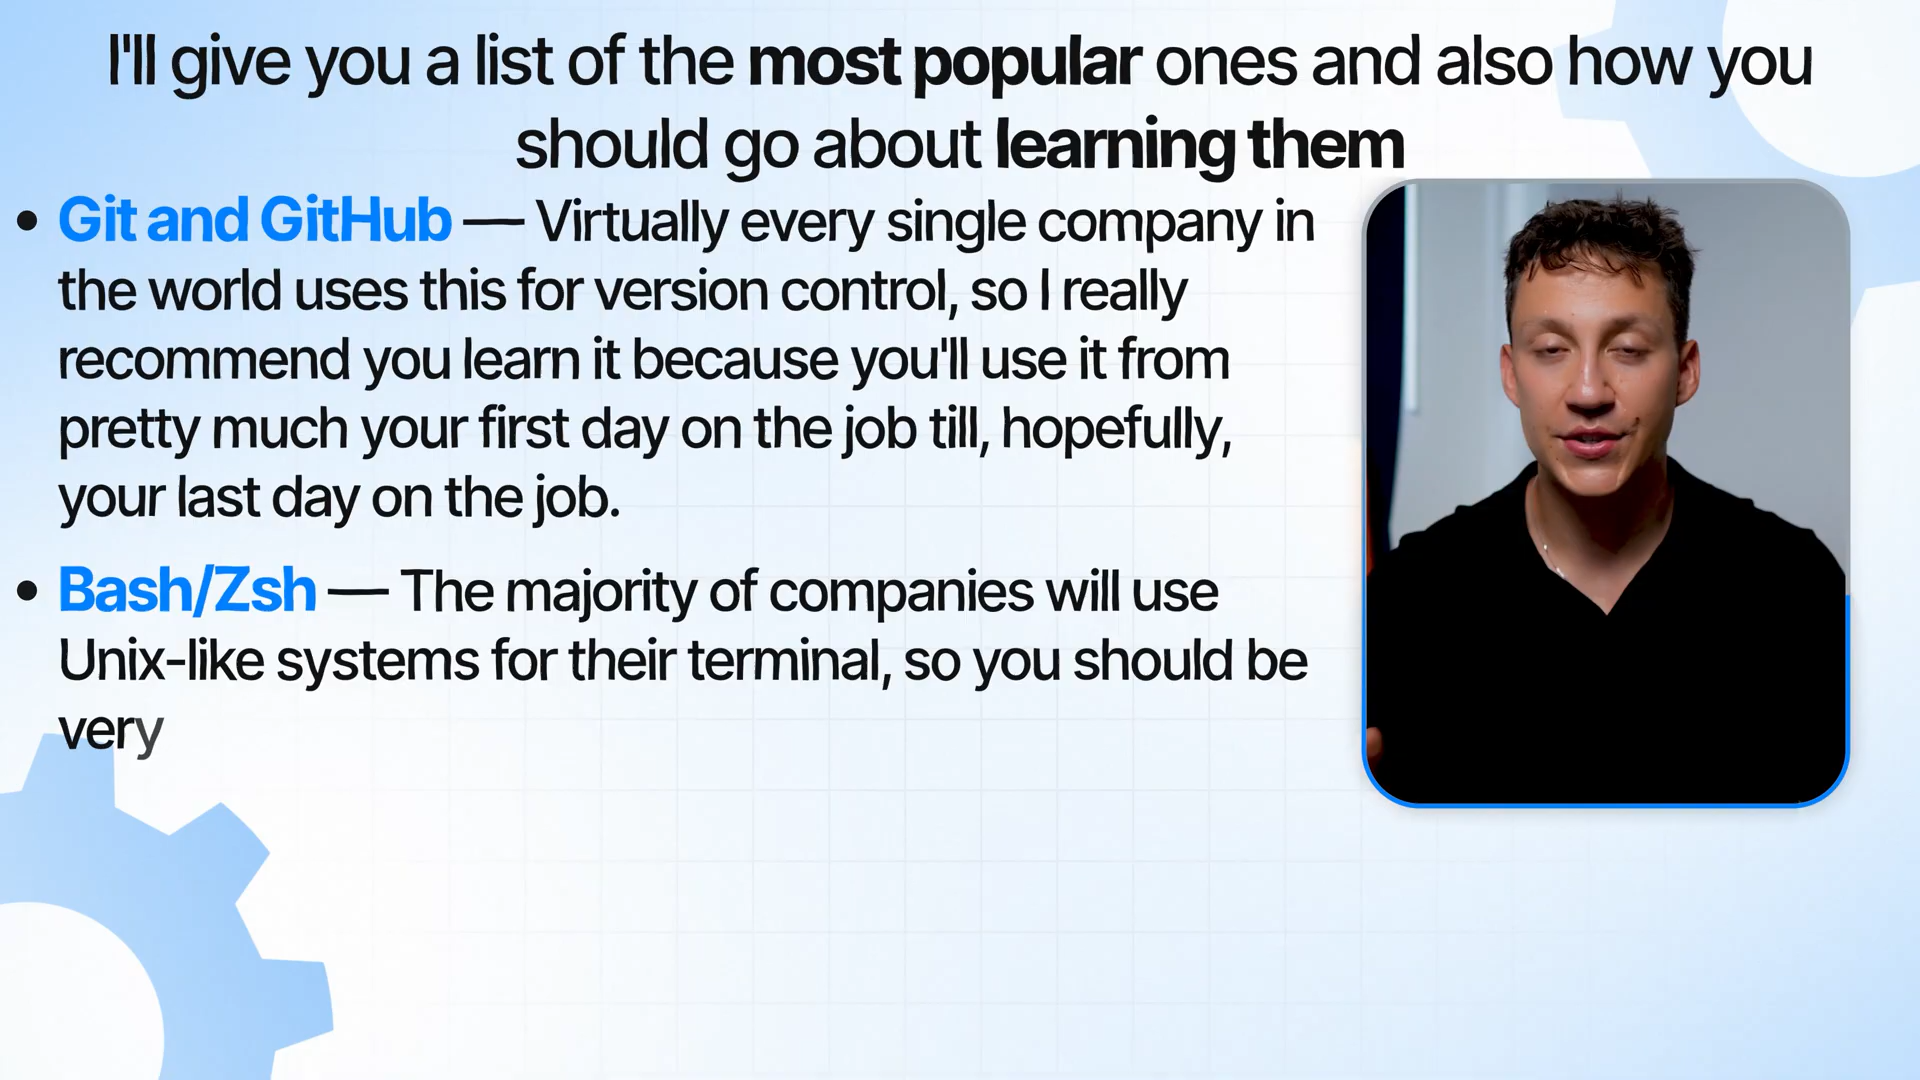 I'll give you a list of the most popular ones and also how you
should go about learning them
• Git and GitHub — Virtually every single company in
the world uses this for version control, so I really
recommend you learn it because you'll use it from
pretty much your first day on the job till, hopefully,
your last day on the job.
• Bash/Zsh — The majority of companies will use
Unix-like systems for their terminal, so you should be
very